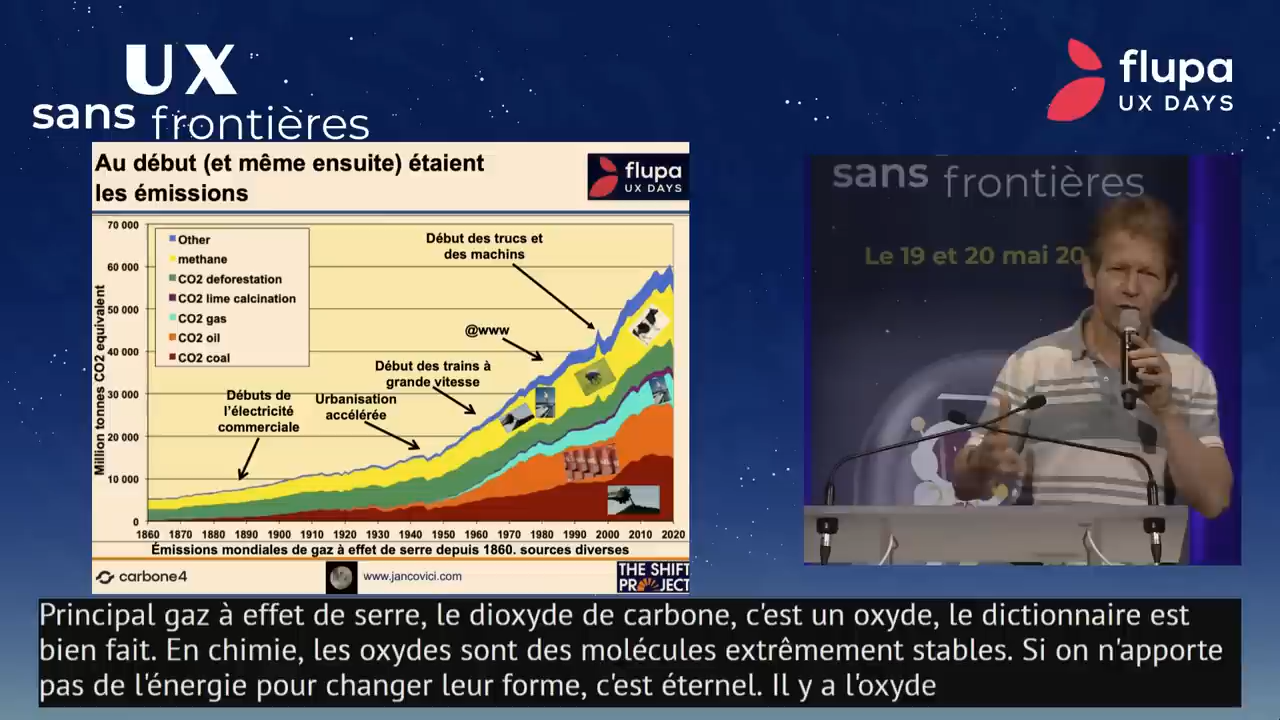 UX
sans frontières
flupa
UX DAYS
Au début (et même ensuite) étaient
les émissions
flupa
UX DAYS
Million tonnes CO2 equivalent
70 000
60 000
50 000
40 000
30 000
20 000
10 000
0
Other
methane
CO2 deforestation
CO2 lime calcination
CO2 gas
CO2 oil
CO2 coal
Début des trucs et
des machins
@www
Début des trains à
grande vitesse
Urbanisation
accélérée
Débuts de
l'électricité
commerciale
1860 1870 1880 1890 1900 1910 1920 1930 1940 1950 1960 1970 1980 1990 2000 2010 2020
Émissions mondiales de gaz à effet de serre depuis 1860. sources diverses
carbone4
www.jancovici.com
THE SHIFT
PROJECT
sans frontières
Le 19 et 20 mai 20
Principal gaz à effet de serre, le dioxyde de carbone, c'est un oxyde, le dictionnaire est
bien fait. En chimie, les oxydes sont des molécules extrêmement stables. Si on n'apporte
pas de l'énergie pour changer leur forme, c'est éternel. Il y a l'oxyde